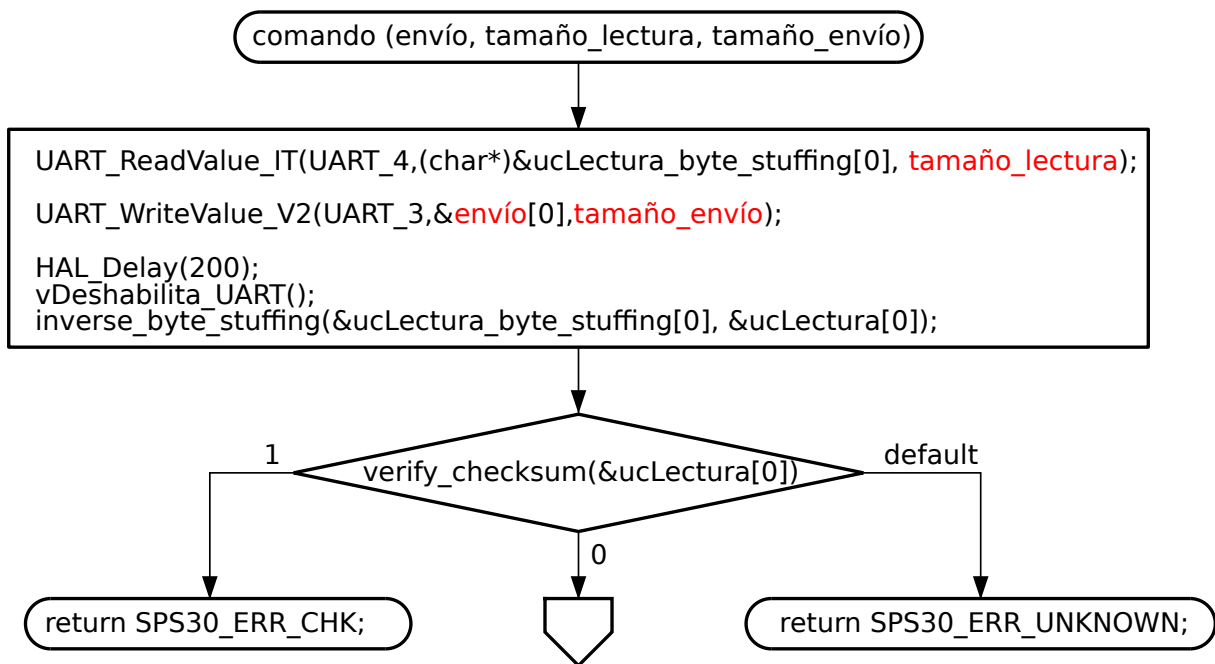 comando (envío, tamaño_lectura, tamaño_envío)
UART_ReadValue_IT(UART_4,(char*)&ucLectura_byte_stuffing[0], tamaño_lectura);
UART_WriteValue_V2(UART_3,&envío[0],tamaño_envío);
HAL_Delay(200);
vDeshabilita_UART();
inverse_byte_stuffing(&ucLectura_byte_stuffing[0], &ucLectura[0]);
1
default
verify_checksum(&ucLectura[0])
0
return SPS30_ERR_CHK;
return SPS30_ERR_UNKNOWN;